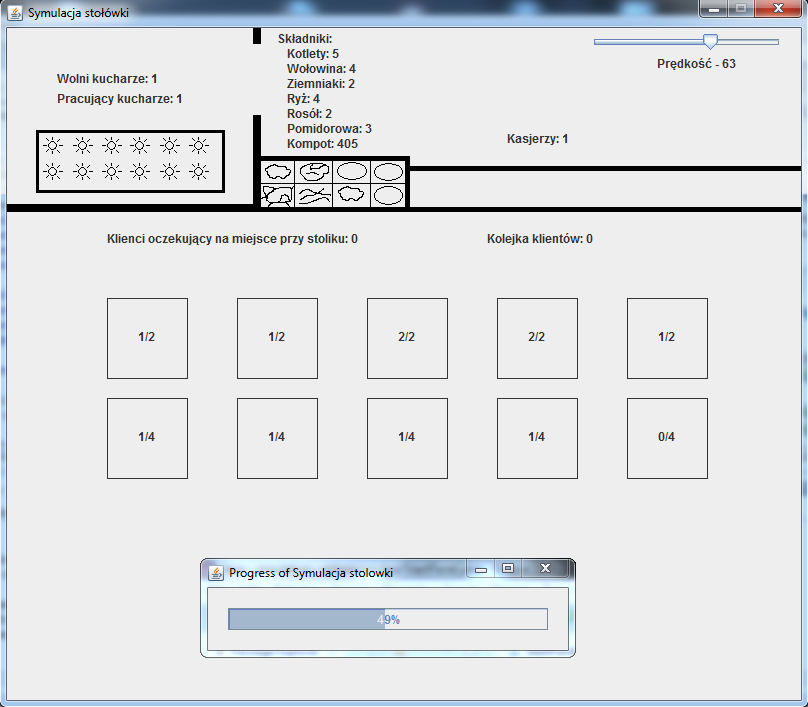 Symulacja stołówki
Składniki:
Kotlety: 5
Wołowina: 4
Ziemniaki: 2
Ryż: 4
Rosół: 2
Pomidorowa: 3
Kompot: 405
Wolni kucharze: 1
Pracujący kucharze: 1
Prędkość - 63
Kasjerzy: 1
Klienci oczekujący na miejsce przy stoliku: 0
Kolejka klientów: 0
1/2 1/2 2/2 2/2 1/2
1/4 1/4 1/4 1/4 0/4
Progress of Symulacja stolowki
49%